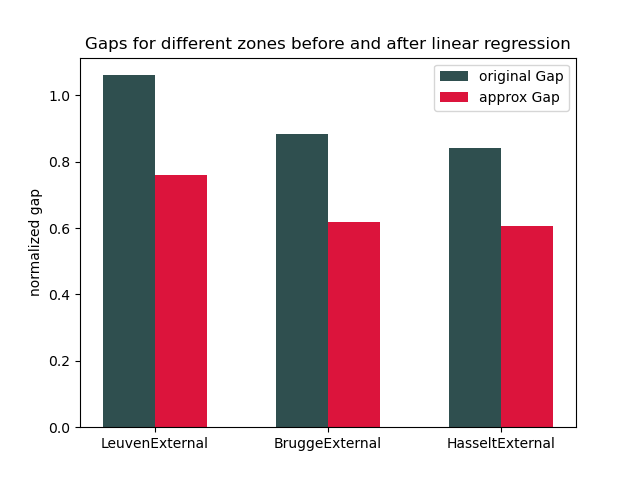 Gaps for different zones before and after linear regression
original Gap
approx Gap
normalized gap
1.0
0.8
0.6
0.4
0.2
0.0
LeuvenExternal
BruggeExternal
HasseltExternal